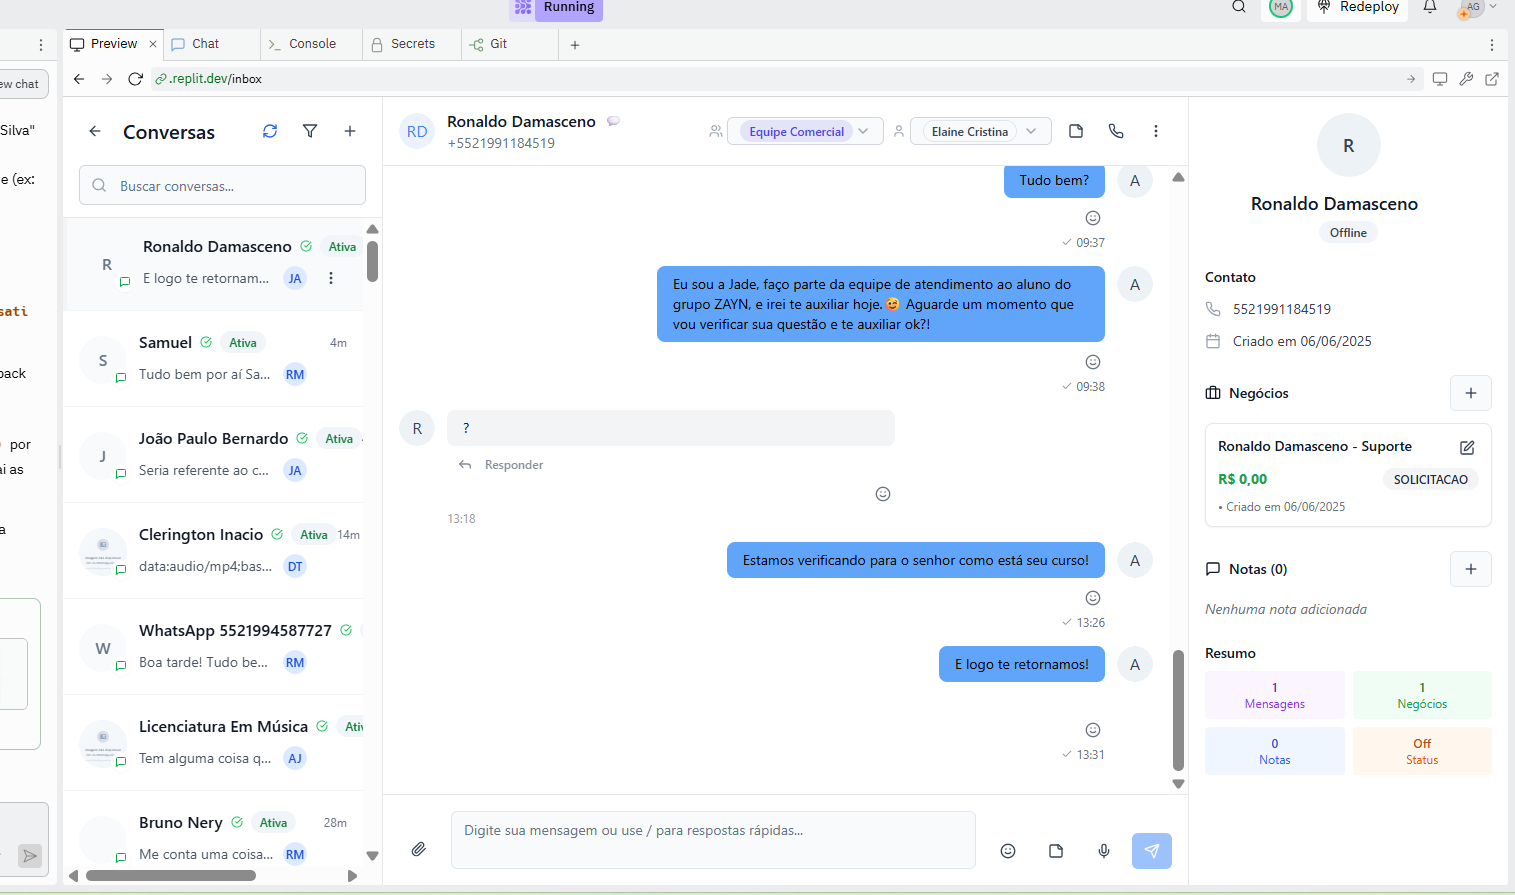 Running
MA
Redeploy
AG
Preview
Chat
Console
Secrets
Git
ew chat
.replit.dev/inbox
Silva"
e (ex:
sati
back
por
ai as
a
Conversas
Buscar conversas...
R
Ronaldo Damasceno
Ativa
E logo te retornam...
JA
S
Samuel
Ativa
4m
Tudo bem por aí Sa...
RM
J
João Paulo Bernardo
Ativa
Seria referente ao c...
JA
Clerington Inacio
Ativa
14m
data:audio/mp4;bas...
DT
W
WhatsApp 5521994587727
Boa tarde! Tudo be...
RM
Licenciatura Em Música
Ativ
Tem alguma coisa q...
AJ
Bruno Nery
Ativa
28m
Me conta uma coisa...
RM
RD
Ronaldo Damasceno
+5521991184519
Equipe Comercial
Elaine Cristina
Tudo bem?
A
09:37
Eu sou a Jade, faço parte da equipe de atendimento ao aluno do
grupo ZAYN, e irei te auxiliar hoje.😅 Aguarde um momento que
vou verificar sua questão e te auxiliar ok?!
A
09:38
R
?
Responder
13:18
Estamos verificando para o senhor como está seu curso!
A
13:26
E logo te retornamos!
A
13:31
Digite sua mensagem ou use / para respostas rápidas...
R
Ronaldo Damasceno
Offline
Contato
5521991184519
Criado em 06/06/2025
Negócios
Ronaldo Damasceno - Suporte
R$ 0,00
SOLICITACAO
• Criado em 06/06/2025
Notas (0)
Nenhuma nota adicionada
Resumo
1
Mensagens
1
Negócios
0
Notas
Off
Status